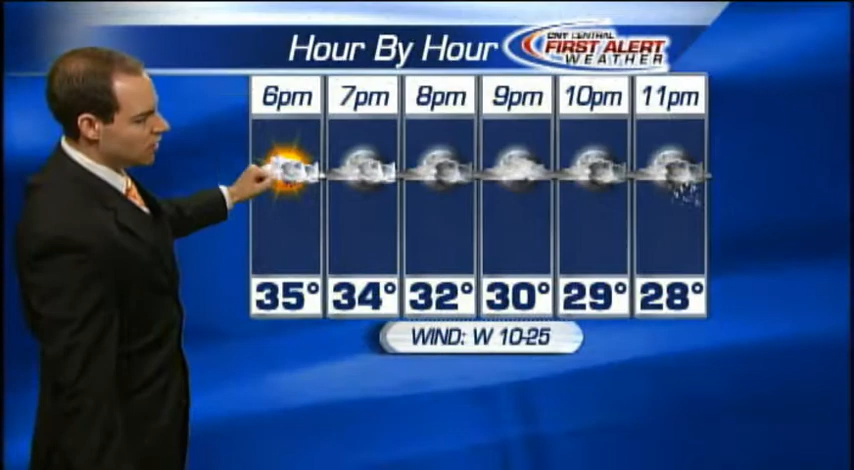 Hour By Hour
CNY CENTRAL
FIRST ALERT
WEATHER
6pm 7pm 8pm 9pm 10pm 11pm
35° 34° 32° 30° 29° 28°
WIND: W 10-25